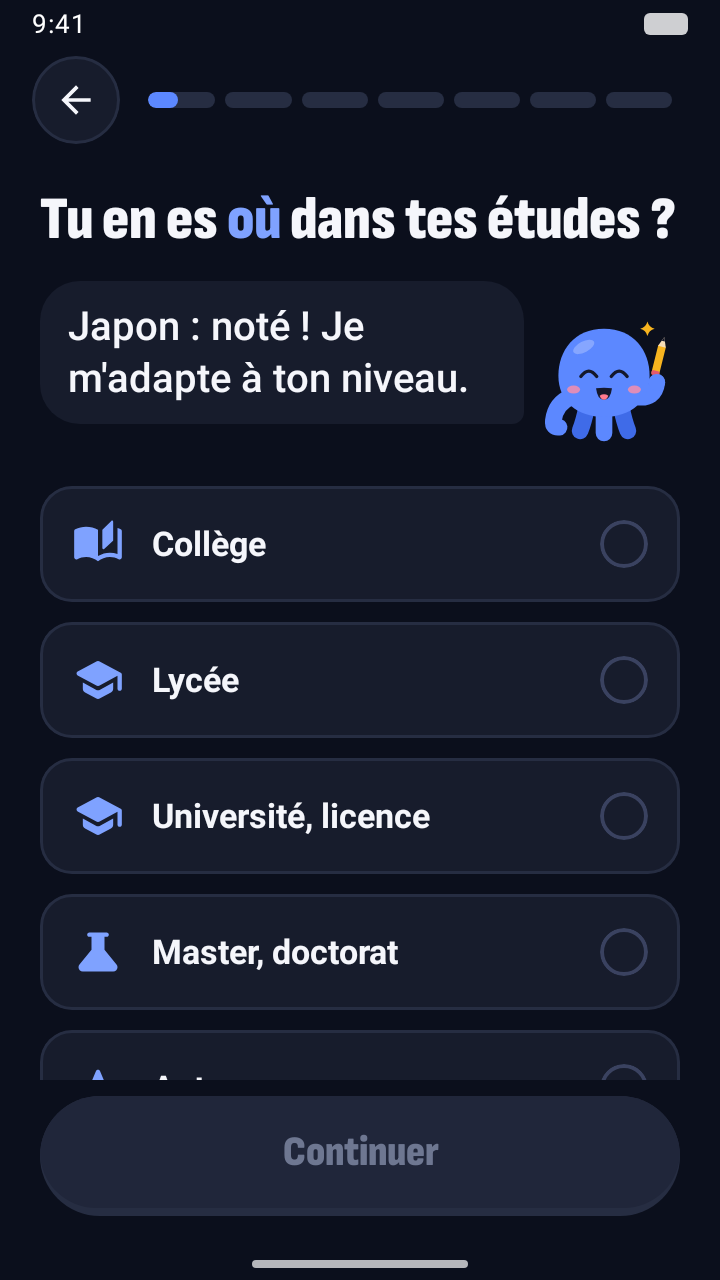 9:41
Tu en es où dans tes études ?
Japon : noté ! Je
m'adapte à ton niveau.
Collège
Lycée
Université, licence
Master, doctorat
Continuer